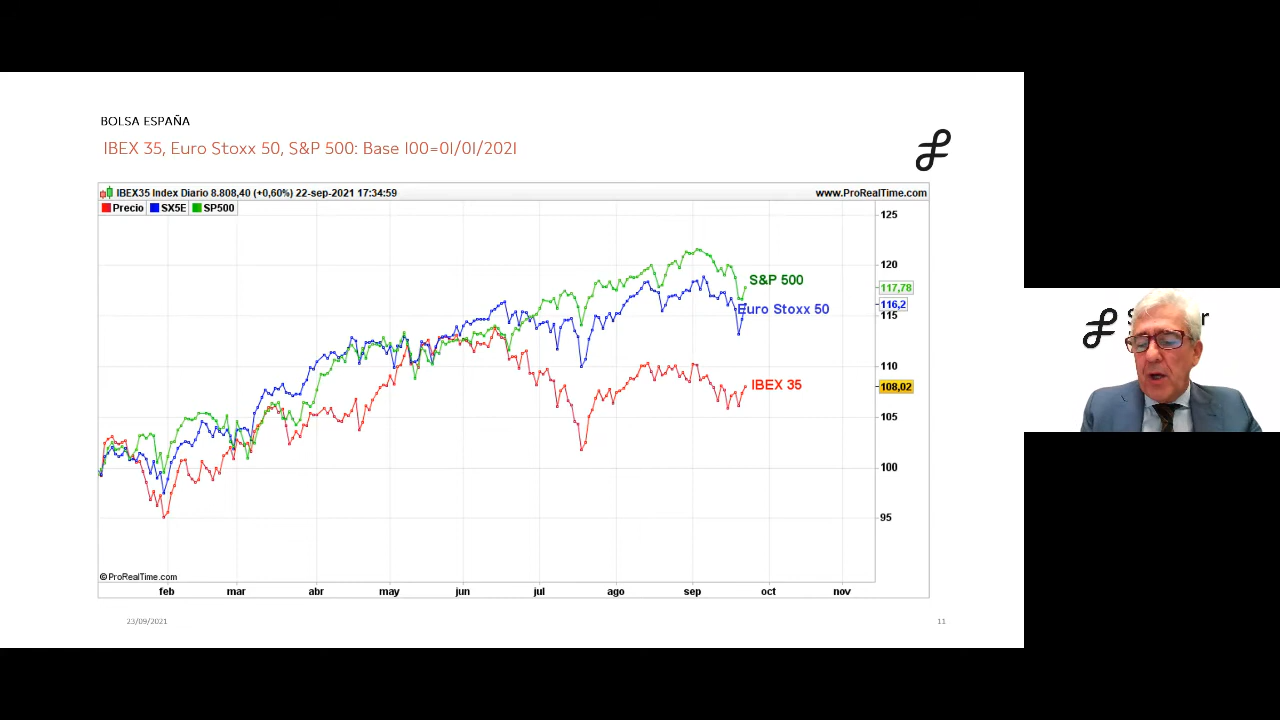 BOLSA ESPAÑA
IBEX 35, Euro Stoxx 50, S&P 500: Base 100=01/01/2021
IBEX35 Index Diario 8.808,40 (+0,60%) 22-sep-2021 17:34:59
www.ProRealTime.com
Precio SX5E SP500
125
120
S&P 500
117,78
116,2
Euro Stoxx 50
115
110
IBEX 35
108,02
105
100
95
© ProRealTime.com
feb mar abr may jun jul ago sep oct nov
23/09/2021
11